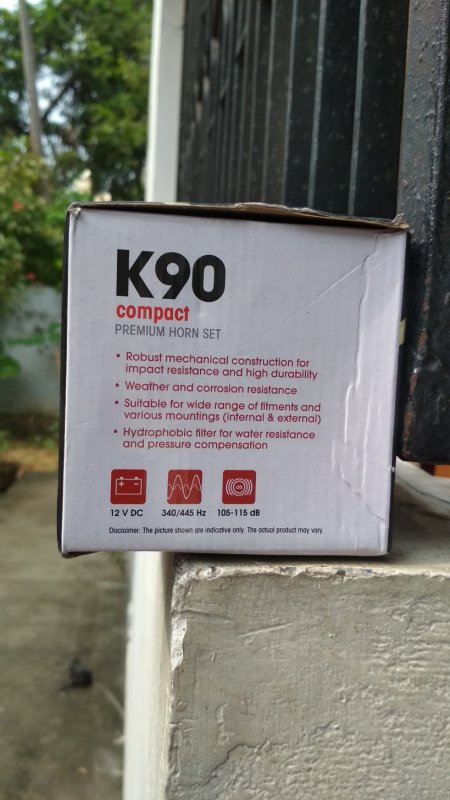 K90
compact
PREMIUM HORN SET
• Robust mechanical construction for
impact resistance and high durability
• Weather and corrosion resistance
• Suitable for wide range of fitments and
various mountings (internal & external)
• Hydrophobic filter for water resistance
and pressure compensation
12 V DC 340/445 Hz 105-115 dB
Disclaimer: The picture shown are indicative only. The actual product may vary.